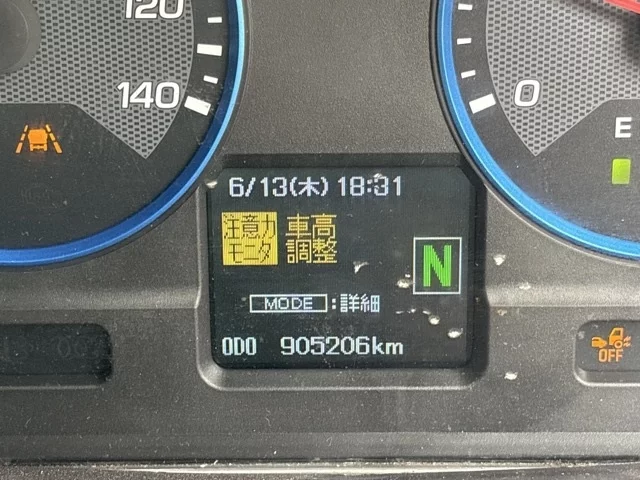 120
140
0
E
6/13(木) 18:31
注意力 車高
モニタ 調整
N
MODE :詳細
ODO 905206km
OFF